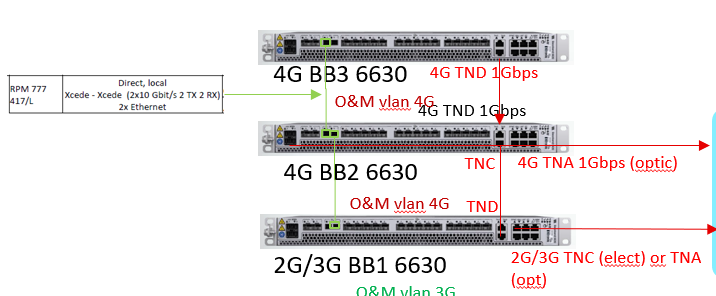 4G BB3 6630
4G TND 1Gbps
RPM 777
417/L
Direct, local
Xcede - Xcede (2x10 Gbit/s 2 TX 2 RX)
2x Ethernet
O&M vlan 4G
4G TND 1Gbps
4G BB2 6630
TNC
4G TNA 1Gbps (optic)
O&M vlan 4G
TND
2G/3G BB1 6630
2G/3G TNC (elect) or TNA
(opt)
O&M vlan 3G